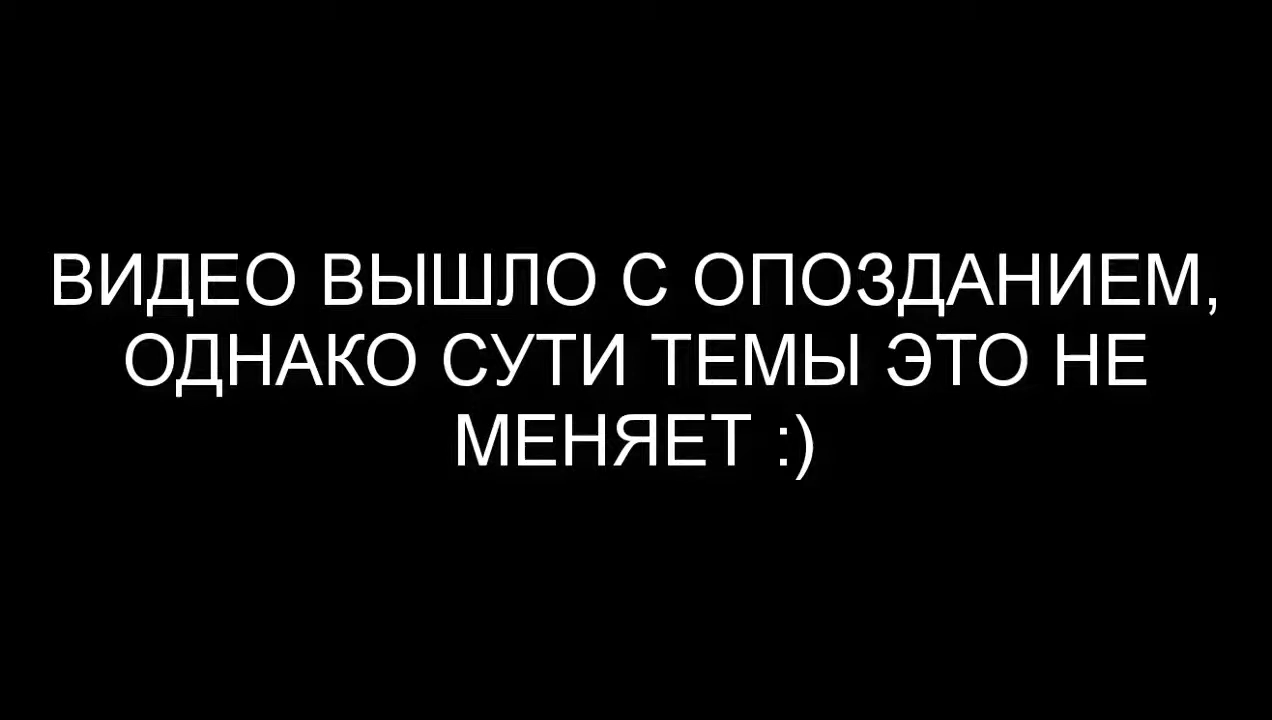 ВИДЕО ВЫШЛО С ОПОЗДАНИЕМ,
ОДНАКО СУТИ ТЕМЫ ЭТО НЕ
МЕНЯЕТ :)